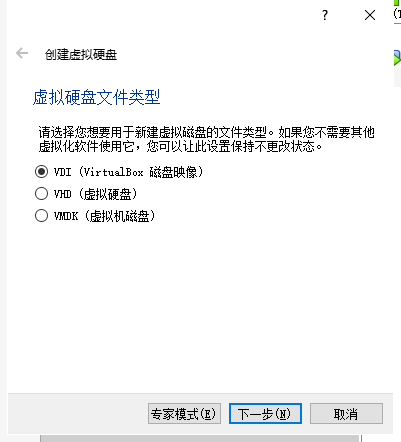 ?
创建虚拟硬盘
虚拟硬盘文件类型
请选择您想要用于新建虚拟磁盘的文件类型。如果您不需要其他
虚拟化软件使用它，您可以让此设置保持不更改状态。
VDI (VirtualBox 磁盘映像)
VHD (虚拟硬盘)
VMDK (虚拟机磁盘)
专家模式(E) 下一步(N) 取消